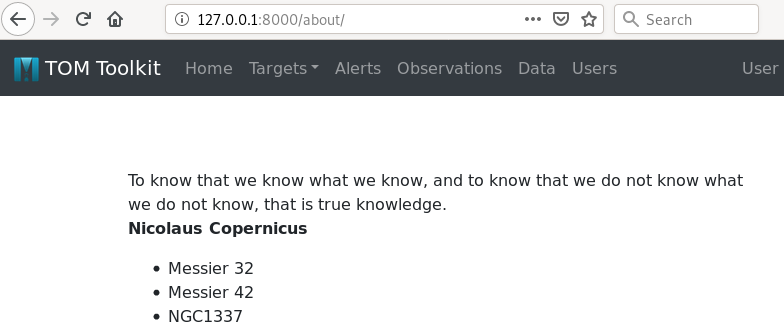 127.0.0.1:8000/about/
Search
TOM Toolkit Home Targets Alerts Observations Data Users User
To know that we know what we know, and to know that we do not know what
we do not know, that is true knowledge.
Nicolaus Copernicus
• Messier 32
• Messier 42
• NGC1337